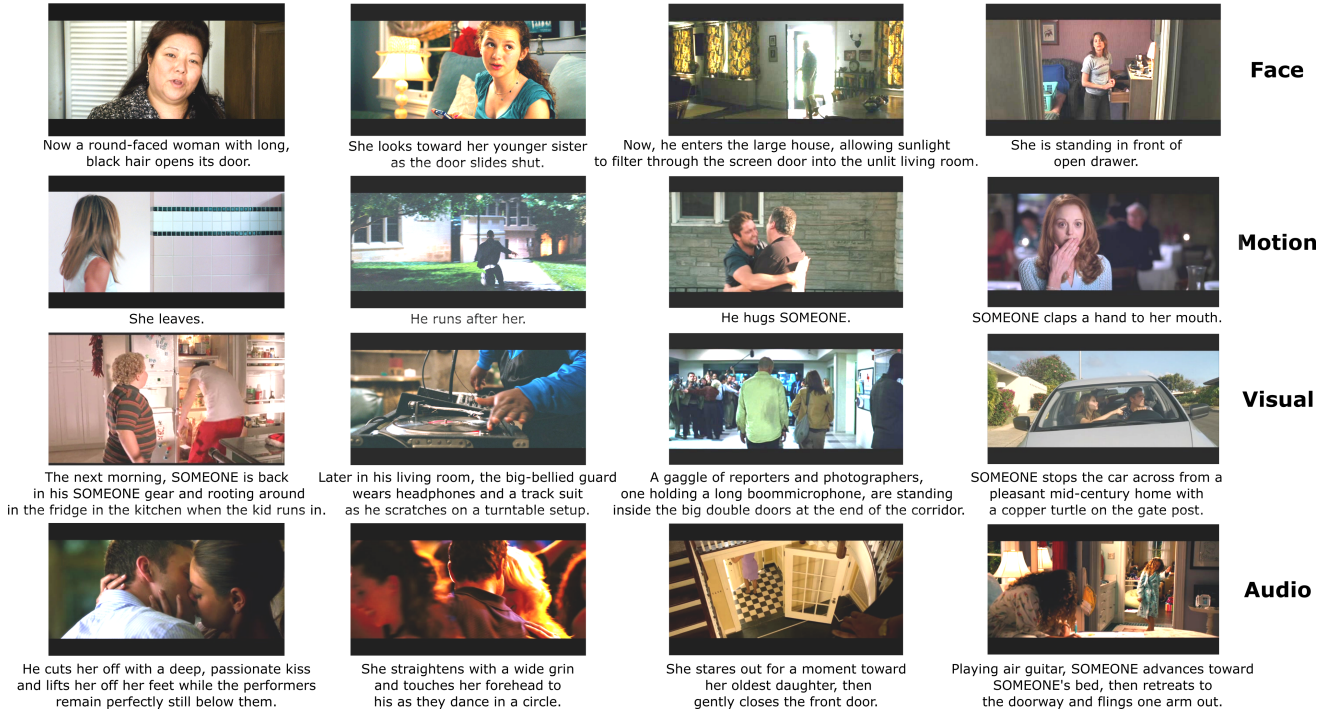 Face
Now a round-faced woman with long,
black hair opens its door.
She looks toward her younger sister
as the door slides shut.
Now, he enters the large house, allowing sunlight
to filter through the screen door into the unlit living room.
She is standing in front of
open drawer.
Motion
She leaves.
He runs after her.
He hugs SOMEONE.
SOMEONE claps a hand to her mouth.
Visual
The next morning, SOMEONE is back
in his SOMEONE gear and rooting around
in the fridge in the kitchen when the kid runs in.
Later in his living room, the big-bellied guard
wears headphones and a track suit
as he scratches on a turntable setup.
A gaggle of reporters and photographers,
one holding a long boommicrophone, are standing
inside the big double doors at the end of the corridor.
SOMEONE stops the car across from a
pleasant mid-century home with
a copper turtle on the gate post.
Audio
He cuts her off with a deep, passionate kiss
and lifts her off her feet while the performers
remain perfectly still below them.
She straightens with a wide grin
and touches her forehead to
his as they dance in a circle.
She stares out for a moment toward
her oldest daughter, then
gently closes the front door.
Playing air guitar, SOMEONE advances toward
SOMEONE's bed, then retreats to
the doorway and flings one arm out.